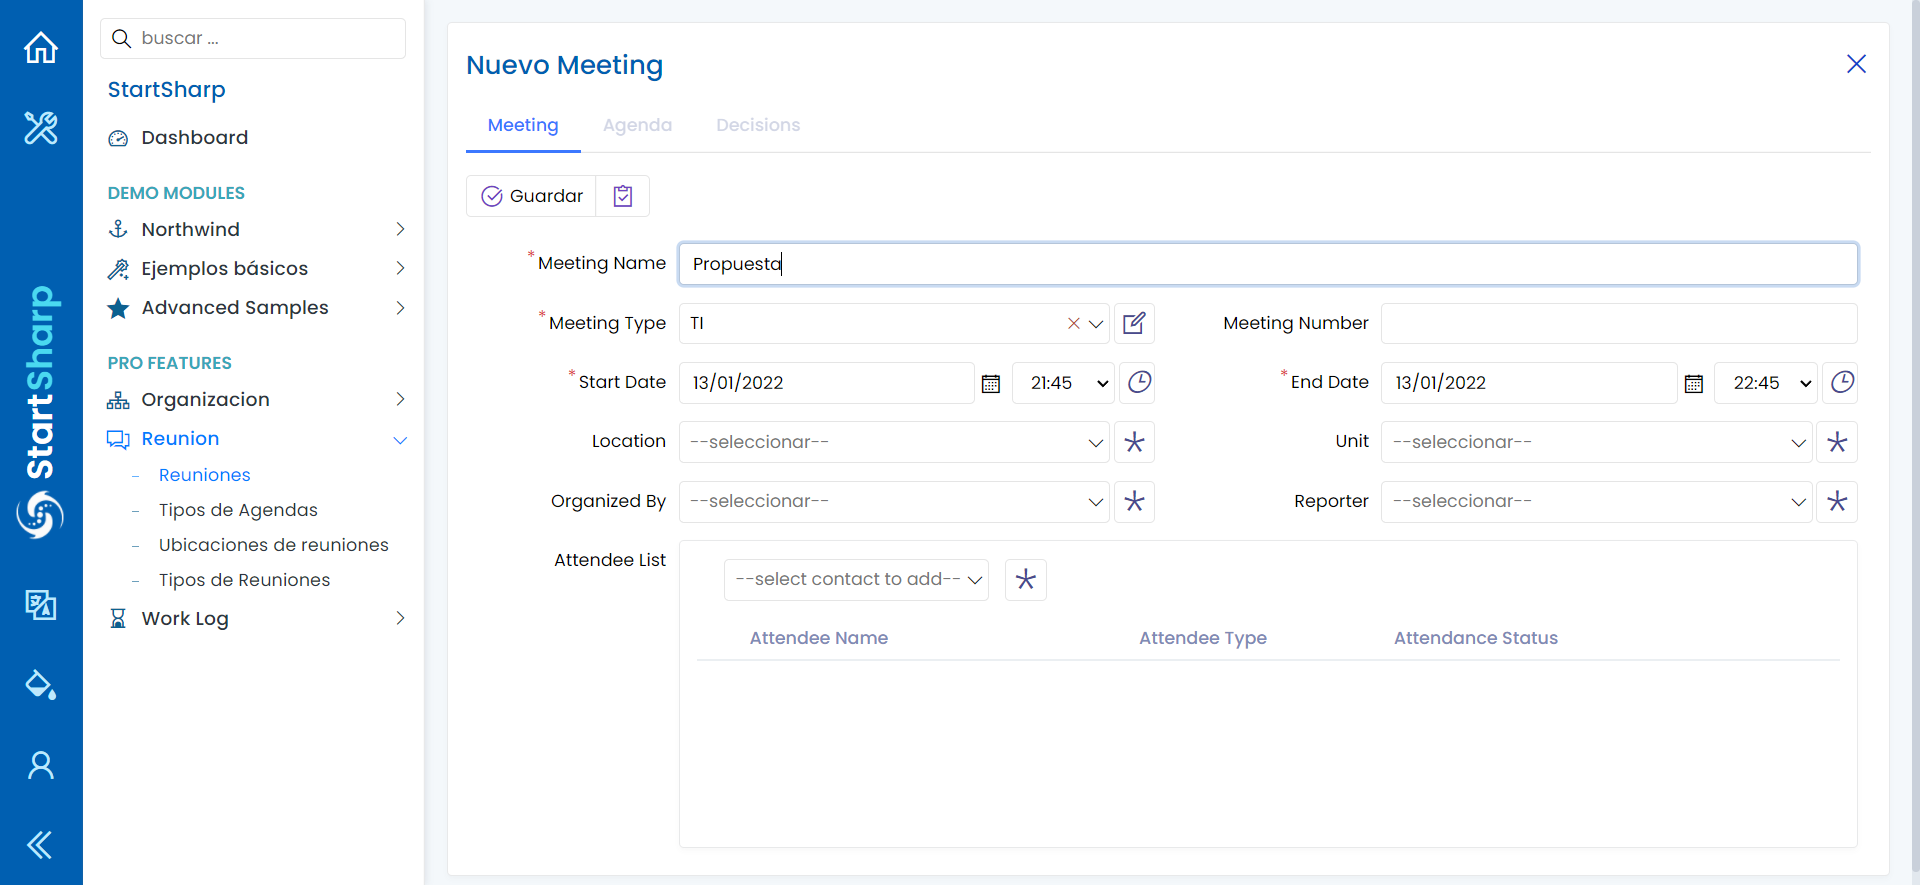 buscar ...
StartSharp
Dashboard
DEMO MODULES
Northwind
Ejemplos básicos
Advanced Samples
PRO FEATURES
Organizacion
Reunion
- Reuniones
- Tipos de Agendas
- Ubicaciones de reuniones
- Tipos de Reuniones
Work Log
StartSharp
Nuevo Meeting
Meeting Agenda Decisions
Guardar
* Meeting Name Propuesta
* Meeting Type TI Meeting Number
* Start Date 13/01/2022 21:45 * End Date 13/01/2022 22:45
Location --seleccionar-- Unit --seleccionar--
Organized By --seleccionar-- Reporter --seleccionar--
Attendee List --select contact to add--
Attendee Name Attendee Type Attendance Status